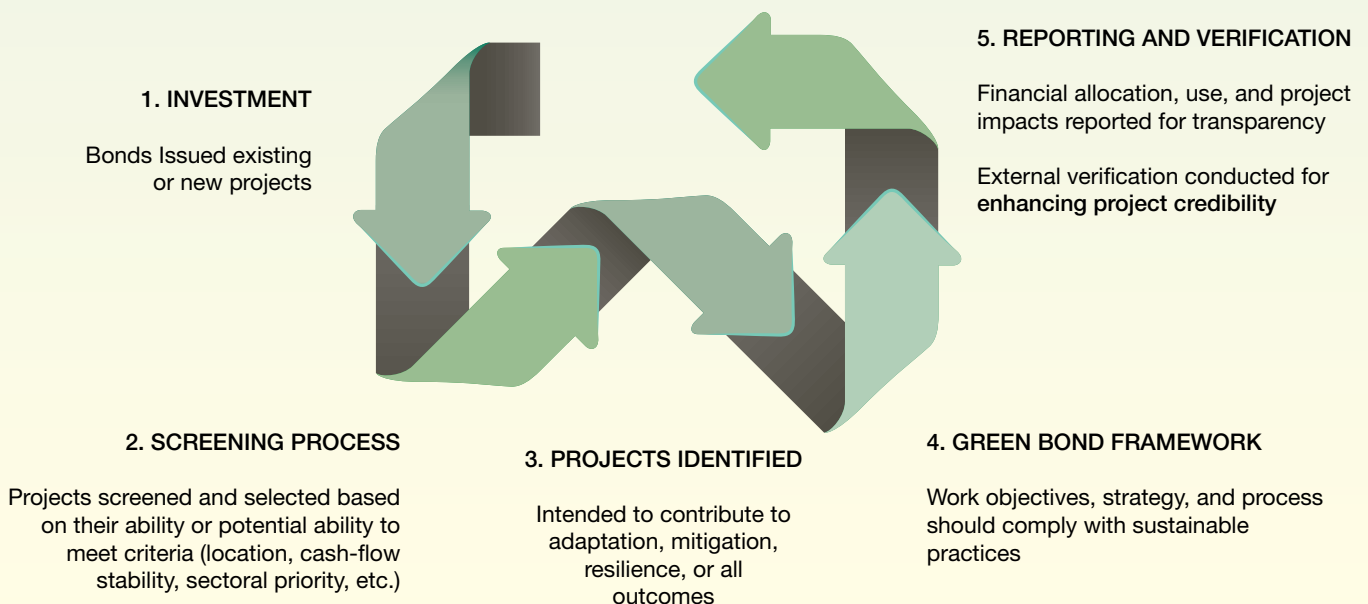 1. INVESTMENT
Bonds Issued existing
or new projects
2. SCREENING PROCESS
Projects screened and selected based
on their ability or potential ability to
meet criteria (location, cash-flow
stability, sectoral priority, etc.)
3. PROJECTS IDENTIFIED
Intended to contribute to
adaptation, mitigation,
resilience, or all
outcomes
4. GREEN BOND FRAMEWORK
Work objectives, strategy, and process
should comply with sustainable
practices
5. REPORTING AND VERIFICATION
Financial allocation, use, and project
impacts reported for transparency
External verification conducted for
enhancing project credibility